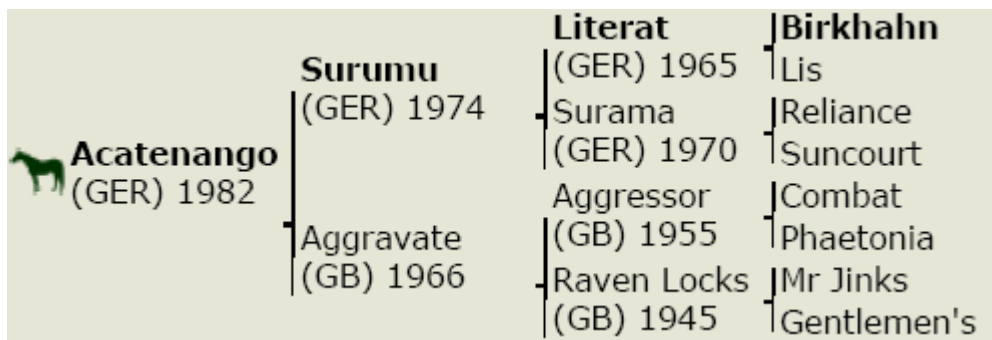 Acatenango
(GER) 1982
Surumu
(GER) 1974
Aggravate
(GB) 1966
Literat
(GER) 1965
Surama
(GER) 1970
Aggressor
(GB) 1955
Raven Locks
(GB) 1945
Birkhahn
Lis
Reliance
Suncourt
Combat
Phaetonia
Mr Jinks
Gentlemen's